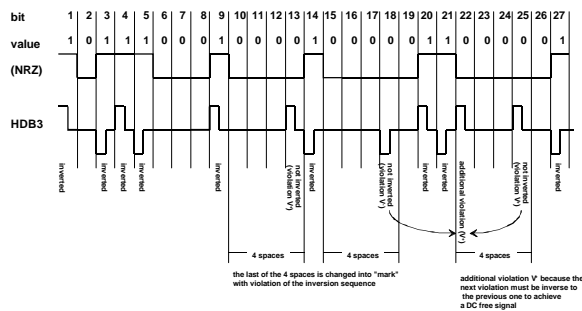 bit 1 2 3 4 5 6 7 8 9 10 11 12 13 14 15 16 17 18 19 20 21 22 23 24 25 26 27
value 1 0 1 1 1 0 0 0 1 0 0 0 0 1 0 0 0 0 0 1 1 0 0 0 0 0 1
(NRZ)
HDB3
inverted
inverted
inverted
inverted
inverted
not inverted
(violation V)
inverted
not inverted
(violation V)
inverted
inverted
additional violation (V')
not inverted
(violation V)
inverted
4 spaces
4 spaces
4 spaces
the last of the 4 spaces is changed into "mark"
with violation of the inversion sequence
additional violation V' because the
next violation must be inverse to
the previous one to achieve
a DC free signal